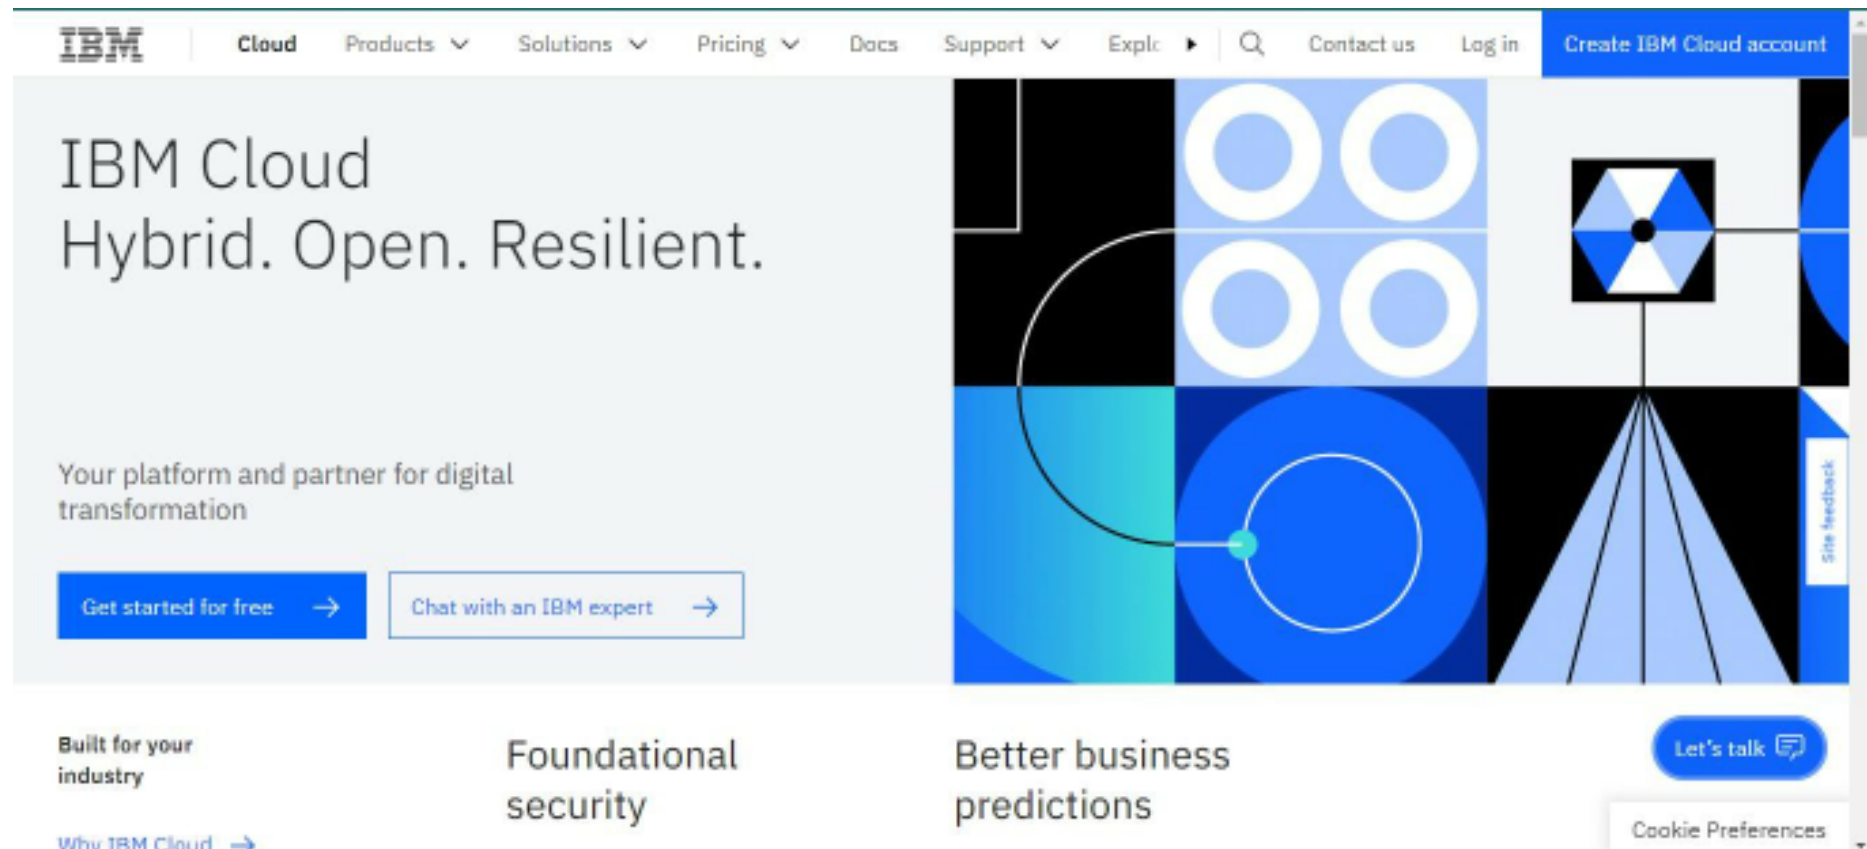 IBM
Cloud Products Solutions Pricing Docs Support Explo Contact us Log in Create IBM Cloud account
IBM Cloud
Hybrid. Open. Resilient.
Your platform and partner for digital
transformation
Get started for free
Chat with an IBM expert
Site feedback
Built for your
industry
Why IBM Cloud
Foundational
security
Better business
predictions
Let's talk
Cookie Preferences